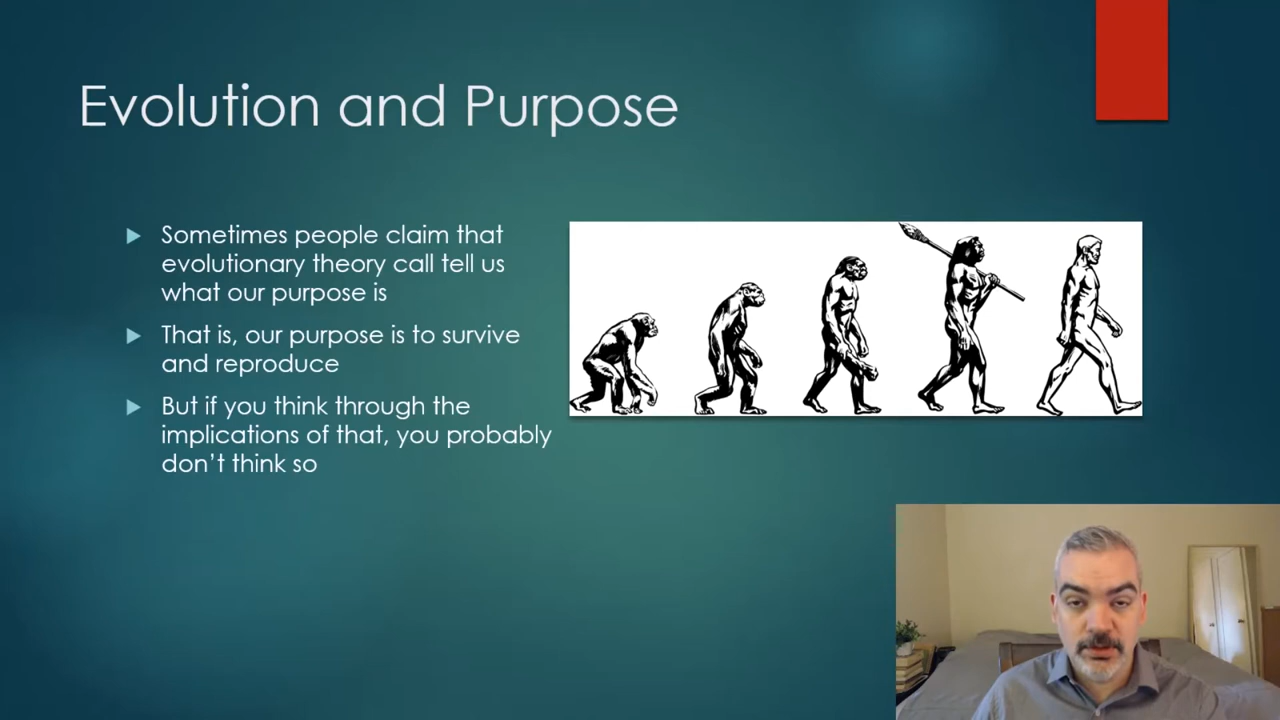 Evolution and Purpose
Sometimes people claim that
evolutionary theory call tell us
what our purpose is
That is, our purpose is to survive
and reproduce
But if you think through the
implications of that, you probably
don’t think so